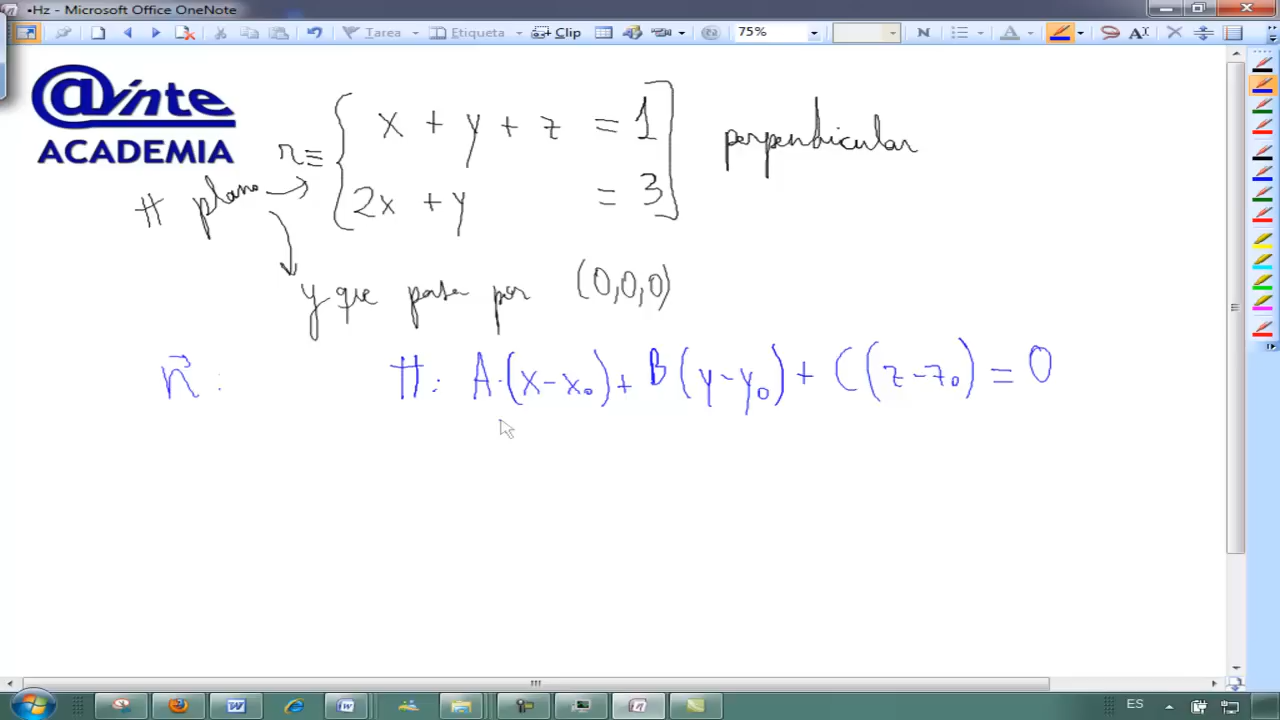 •Hz - Microsoft Office OneNote
Tarea Etiqueta Clip 75% N A
@inte
ACADEMIA
r≡ { x + y + z = 1
2x + y = 3
perpendicular
π plano
y que pasa por (0,0,0)
n⃗ : π: A·(x-x₀) + B(y-y₀) + C(z-z₀) = 0
ES